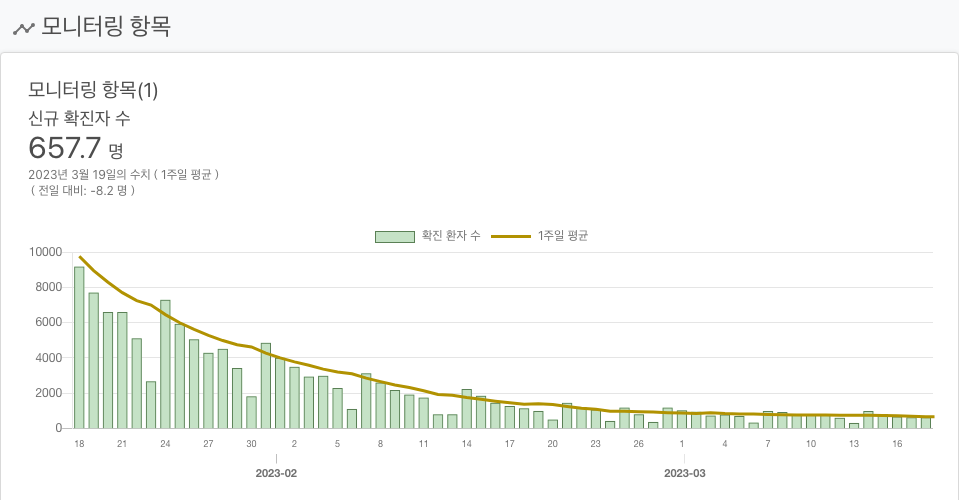 모니터링 항목
모니터링 항목(1)
신규 확진자 수
657.7 명
2023년 3월 19일의 수치 ( 1주일 평균 )
( 전일 대비: -8.2 명 )
확진 환자 수 1주일 평균
10000
8000
6000
4000
2000
0
18 21 24 27 30 2 5 8 11 14 17 20 23 26 1 4 7 10 13 16
2023-02 2023-03